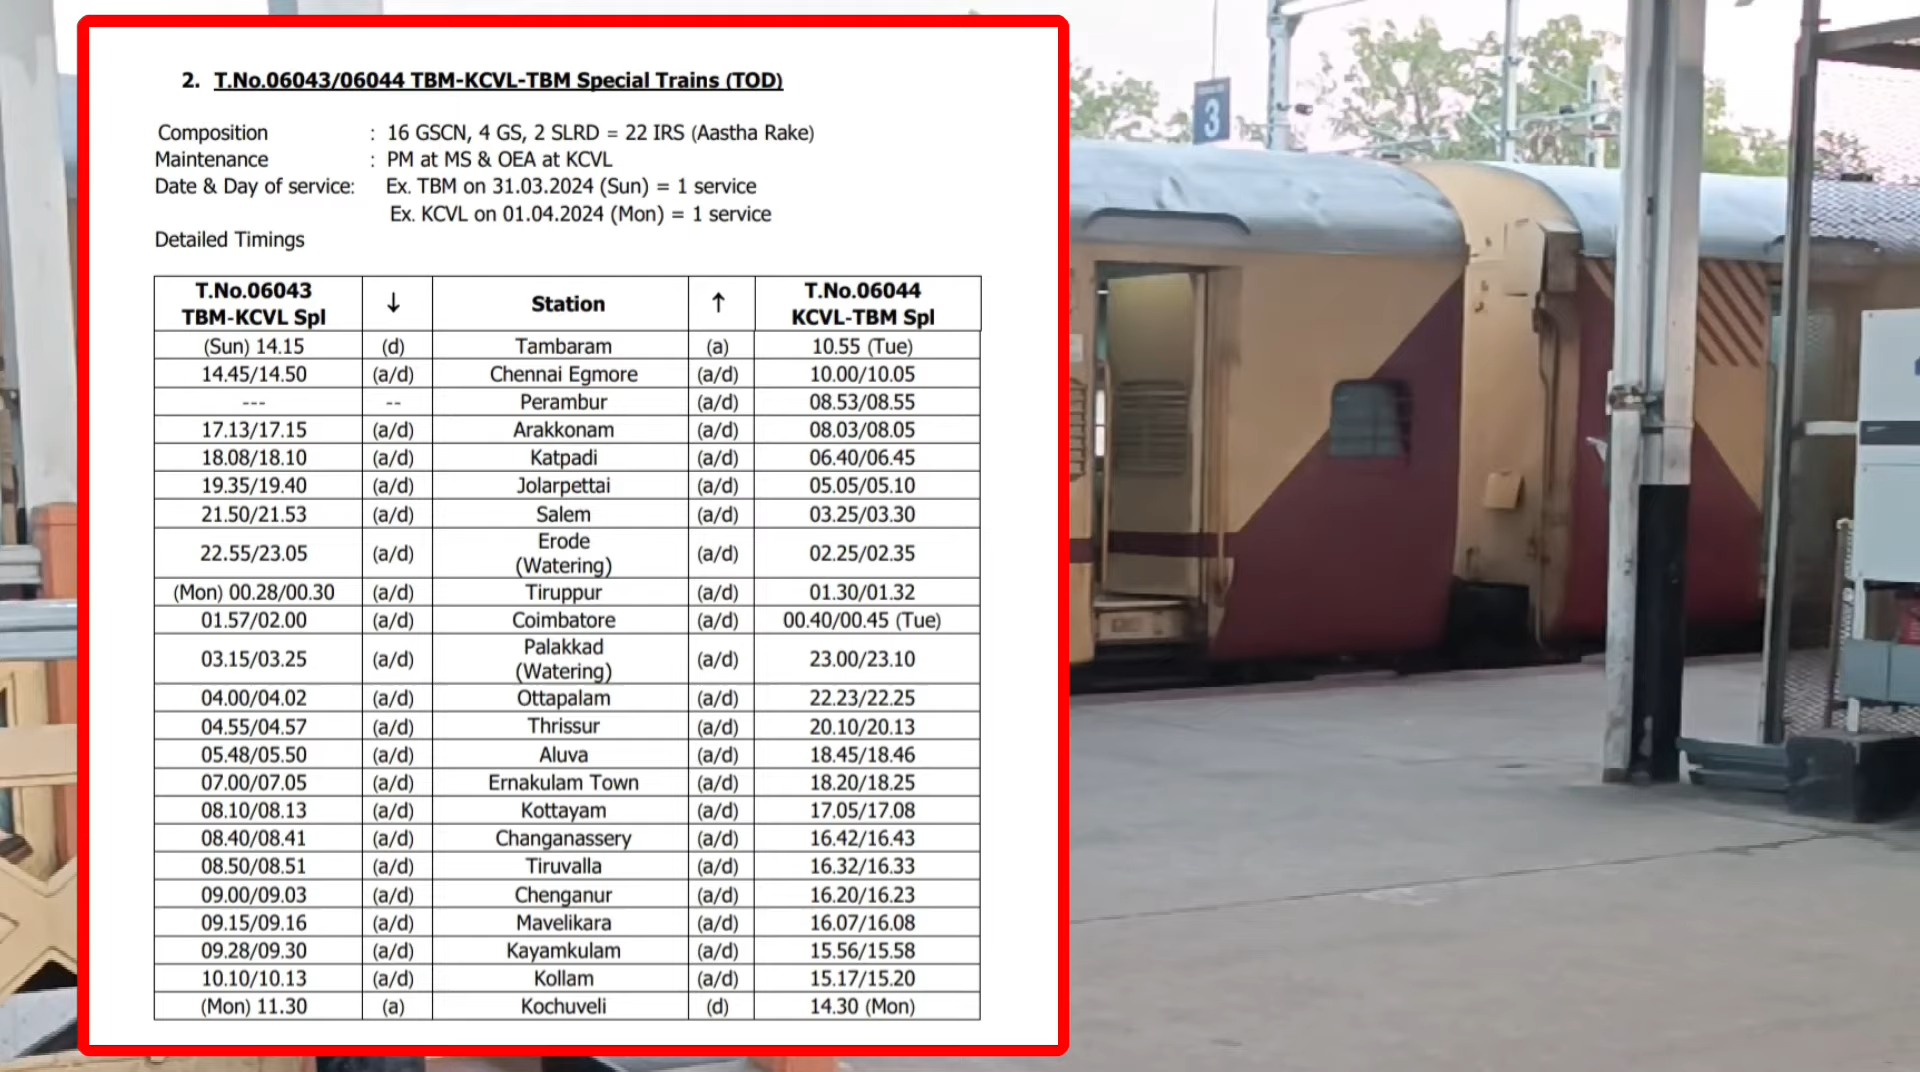 2. T.No.06043/06044 TBM-KCVL-TBM Special Trains (TOD)
Composition : 16 GSCN, 4 GS, 2 SLRD = 22 IRS (Aastha Rake)
Maintenance : PM at MS & OEA at KCVL
Date & Day of service: Ex. TBM on 31.03.2024 (Sun) = 1 service
Ex. KCVL on 01.04.2024 (Mon) = 1 service
Detailed Timings
T.No.06043 TBM-KCVL Spl ↓ Station ↑ T.No.06044 KCVL-TBM Spl
(Sun) 14.15 (d) Tambaram (a) 10.55 (Tue)
14.45/14.50 (a/d) Chennai Egmore (a/d) 10.00/10.05
--- -- Perambur (a/d) 08.53/08.55
17.13/17.15 (a/d) Arakkonam (a/d) 08.03/08.05
18.08/18.10 (a/d) Katpadi (a/d) 06.40/06.45
19.35/19.40 (a/d) Jolarpettai (a/d) 05.05/05.10
21.50/21.53 (a/d) Salem (a/d) 03.25/03.30
22.55/23.05 (a/d) Erode (Watering) (a/d) 02.25/02.35
(Mon) 00.28/00.30 (a/d) Tiruppur (a/d) 01.30/01.32
01.57/02.00 (a/d) Coimbatore (a/d) 00.40/00.45 (Tue)
03.15/03.25 (a/d) Palakkad (Watering) (a/d) 23.00/23.10
04.00/04.02 (a/d) Ottapalam (a/d) 22.23/22.25
04.55/04.57 (a/d) Thrissur (a/d) 20.10/20.13
05.48/05.50 (a/d) Aluva (a/d) 18.45/18.46
07.00/07.05 (a/d) Ernakulam Town (a/d) 18.20/18.25
08.10/08.13 (a/d) Kottayam (a/d) 17.05/17.08
08.40/08.41 (a/d) Changanassery (a/d) 16.42/16.43
08.50/08.51 (a/d) Tiruvalla (a/d) 16.32/16.33
09.00/09.03 (a/d) Chenganur (a/d) 16.20/16.23
09.15/09.16 (a/d) Mavelikara (a/d) 16.07/16.08
09.28/09.30 (a/d) Kayamkulam (a/d) 15.56/15.58
10.10/10.13 (a/d) Kollam (a/d) 15.17/15.20
(Mon) 11.30 (a) Kochuveli (d) 14.30 (Mon)
3